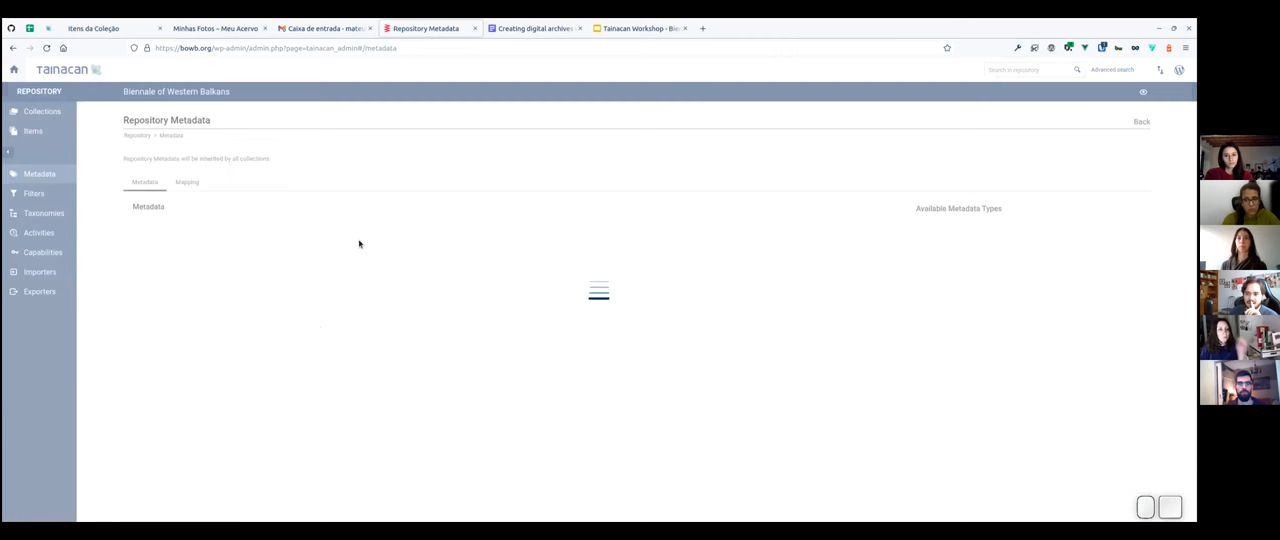 Itens da Coleção
Minhas Fotos – Meu Acervo
Caixa de entrada - mateu
Repository Metadata
Creating digital archives
Tainacan Workshop - Bie
https://bowb.org/wp-admin/admin.php?page=tainacan_admin#/metadata
TAINACAN
Search in repository
Advanced search
REPOSITORY
Biennale of Western Balkans
Collections
Items
Metadata
Filters
Taxonomies
Activities
Capabilities
Importers
Exporters
Repository Metadata
Back
Repository > Metadata
Repository Metadata will be inherited by all collections
Metadata
Mapping
Metadata
Available Metadata Types